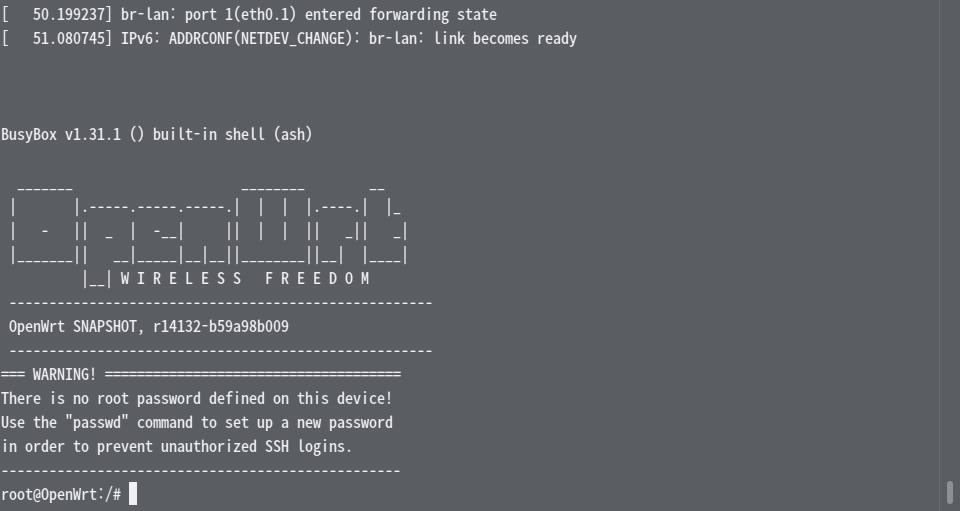 [   50.199237] br-lan: port 1(eth0.1) entered forwarding state
[   51.080745] IPv6: ADDRCONF(NETDEV_CHANGE): br-lan: link becomes ready
BusyBox v1.31.1 () built-in shell (ash)
  _______                     ________        __
 |       |.-----.-----.-----.|  |  |  |.----.|  |_
 |   -   ||  _  |  -__|     ||  |  |  ||   _||   _|
 |_______||   __|_____|__|__||________||__|  |____|
          |__| W I R E L E S S   F R E E D O M
 -----------------------------------------------------
 OpenWrt SNAPSHOT, r14132-b59a98b009
 -----------------------------------------------------
=== WARNING! =====================================
There is no root password defined on this device!
Use the "passwd" command to set up a new password
in order to prevent unauthorized SSH logins.
--------------------------------------------------
root@OpenWrt:/#